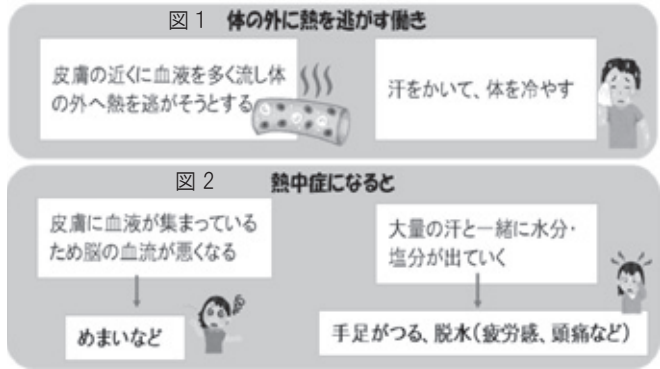 図1 体の外に熱を逃がす働き
皮膚の近くに血液を多く流し体
の外へ熱を逃がそうとする
汗をかいて、体を冷やす
図2 熱中症になると
皮膚に血液が集まっている
ため脳の血流が悪くなる
めまいなど
大量の汗と一緒に水分・
塩分が出ていく
手足がつる、脱水(疲労感、頭痛など)